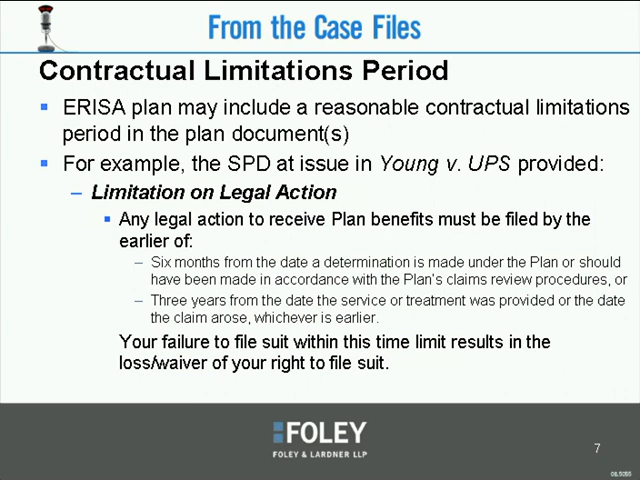 From the Case Files
Contractual Limitations Period
ERISA plan may include a reasonable contractual limitations
period in the plan document(s)
For example, the SPD at issue in Young v. UPS provided:
– Limitation on Legal Action
Any legal action to receive Plan benefits must be filed by the
earlier of:
– Six months from the date a determination is made under the Plan or should
have been made in accordance with the Plan's claims review procedures, or
– Three years from the date the service or treatment was provided or the date
the claim arose, whichever is earlier.
Your failure to file suit within this time limit results in the
loss/waiver of your right to file suit.
FOLEY
FOLEY & LARDNER LLP
7